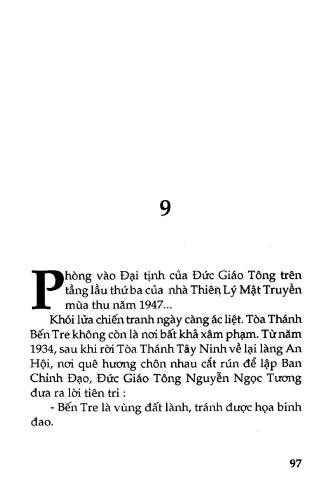 9
Phòng vào Đại tịnh của Đức Giáo Tông trên
tầng lầu thứ ba của nhà Thiên Lý Mật Truyền
mùa thu năm 1947...
Khói lửa chiến tranh ngày càng ác liệt. Tòa Thánh
Bến Tre không còn là nơi bất khả xâm phạm. Từ năm
1934, sau khi rời Tòa Thánh Tây Ninh về lại làng An
Hội, nơi quê hương chôn nhau cắt rún để lập Ban
Chỉnh Đạo, Đức Giáo Tông Nguyễn Ngọc Tương
đưa ra lời tiên tri :
- Bến Tre là vùng đất lành, tránh được họa binh
đao.
97